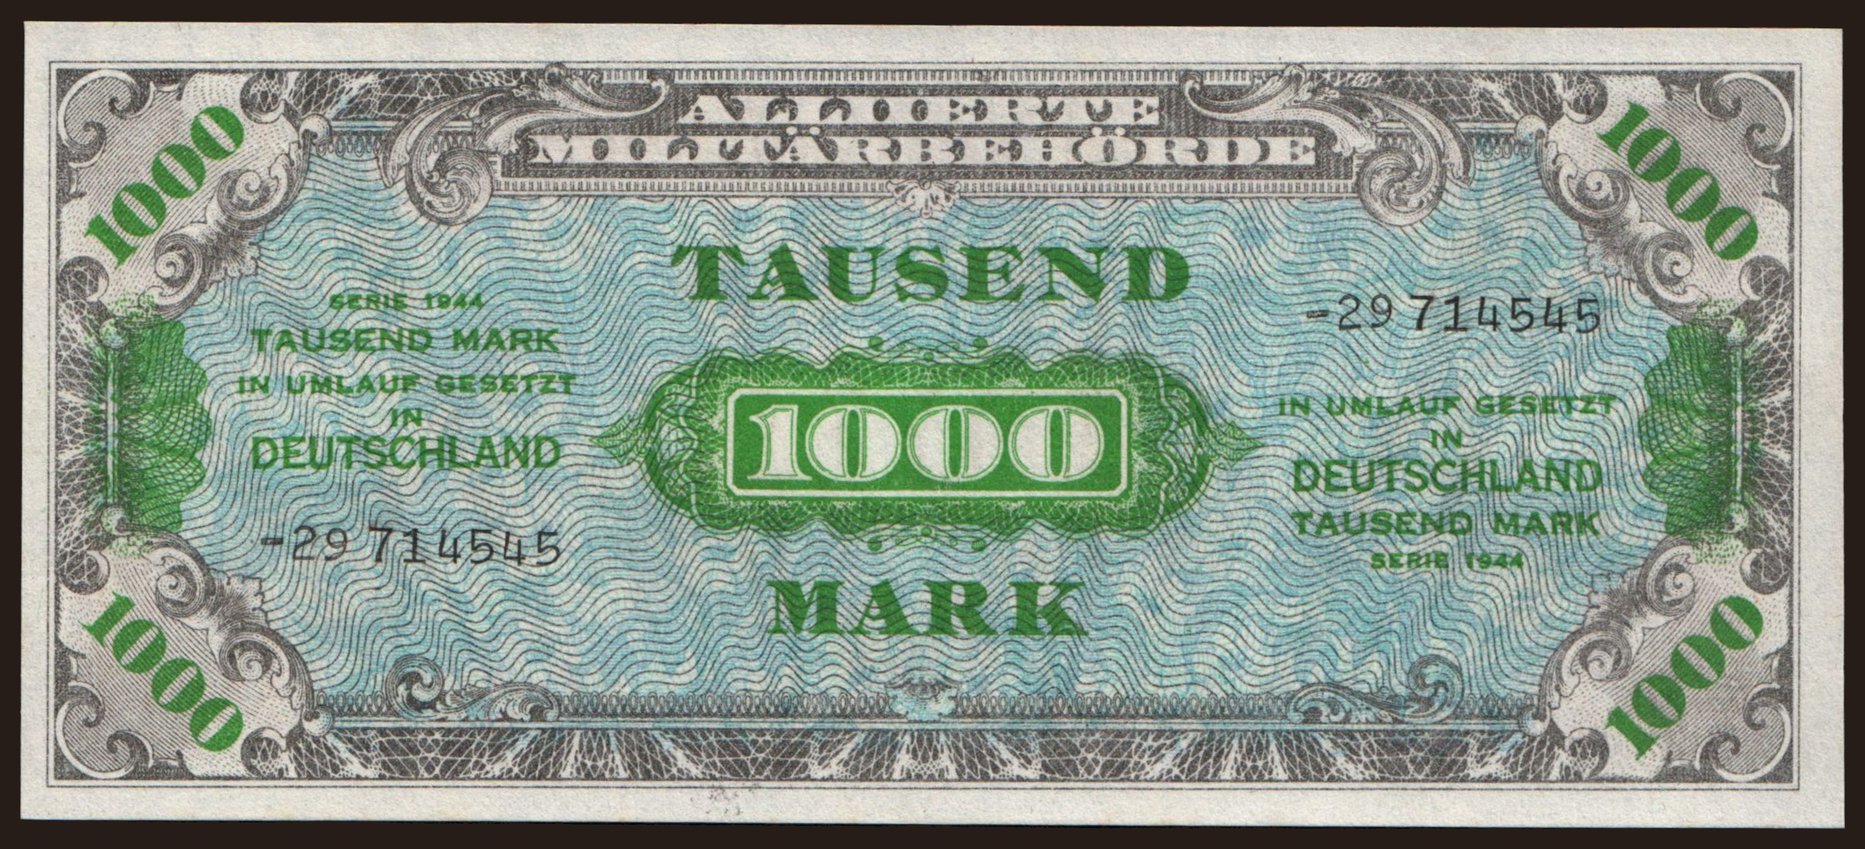 ALLIIERTE
MILITÄRBEHÖRDE
1000
1000
TAUSEND
SERIE 1944
TAUSEND MARK
IN UMLAUF GESETZT
IN
DEUTSCHLAND
-29 714545
1000
-29 714545
IN UMLAUF GESETZT
IN
DEUTSCHLAND
TAUSEND MARK
SERIE 1944
MARK
1000
1000